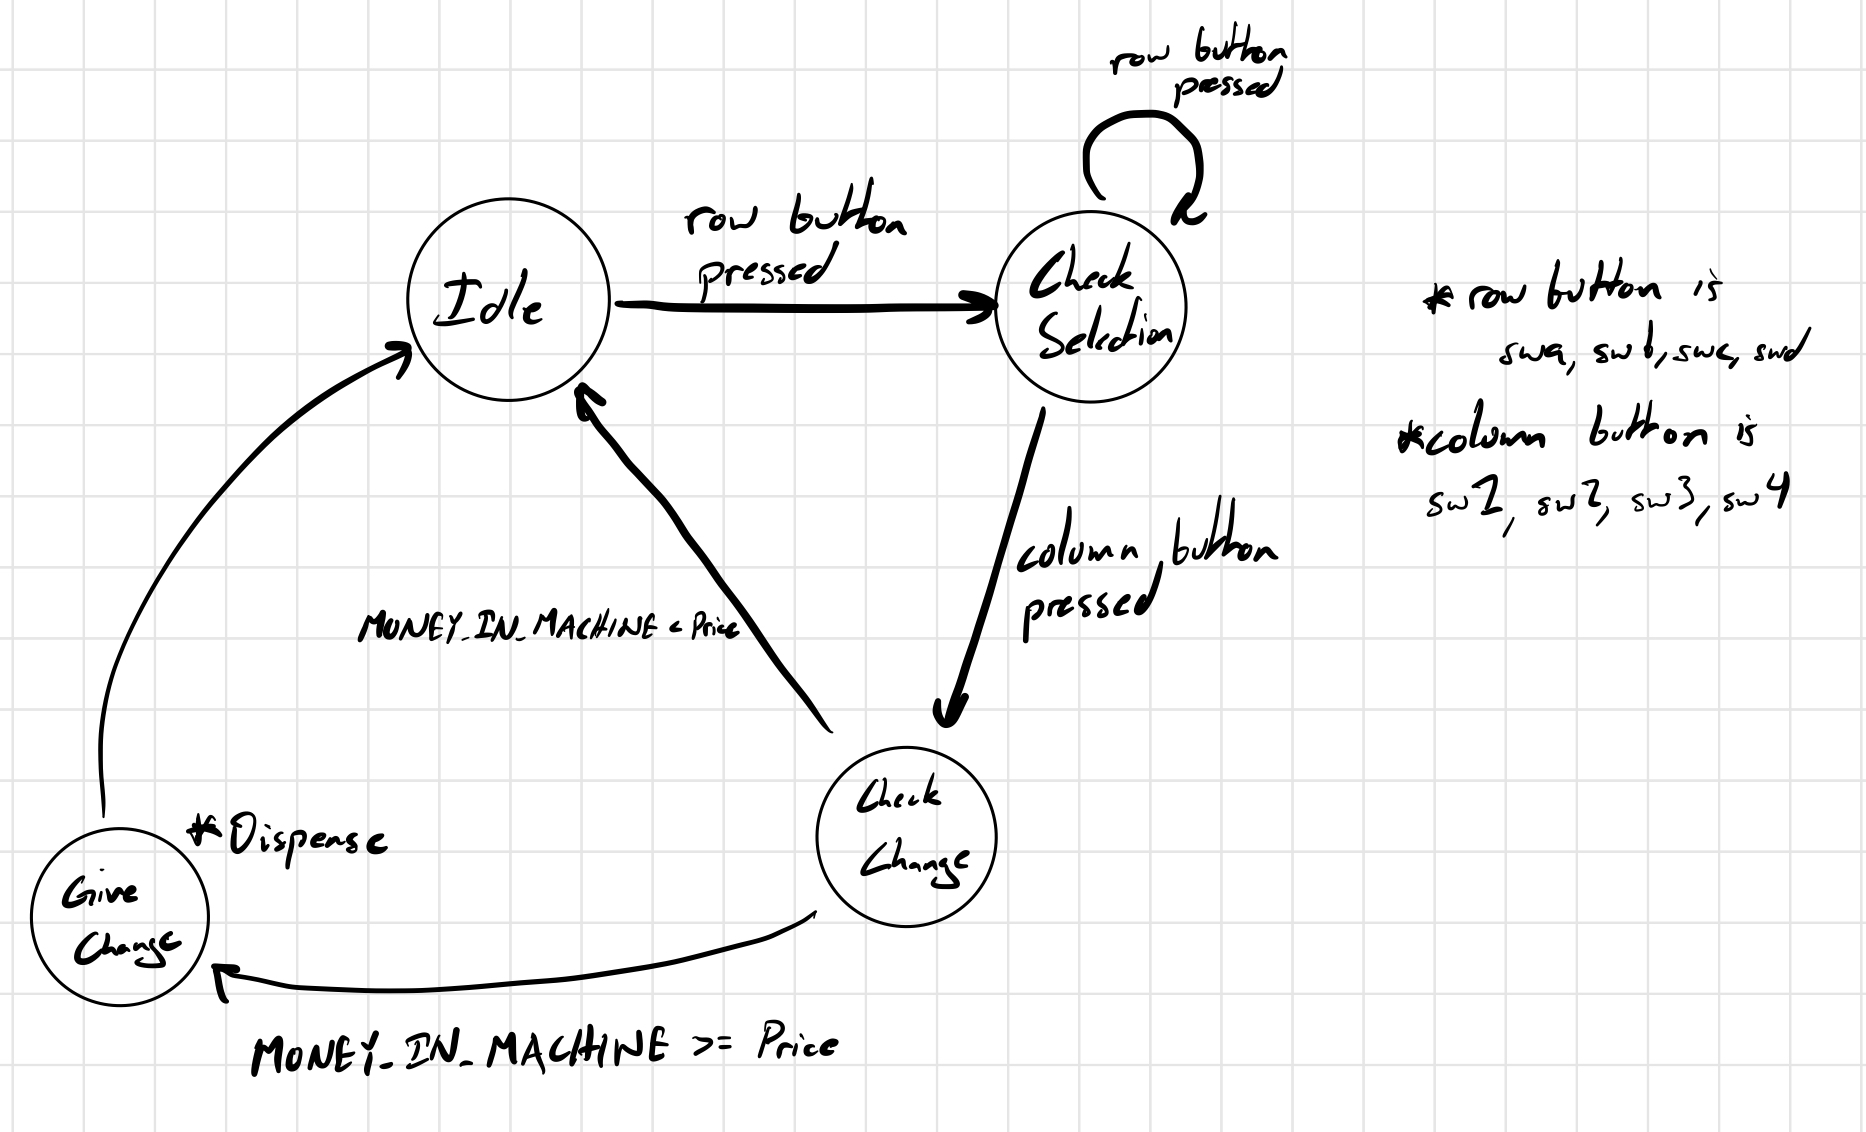 row button
pressed
row button
pressed
Idle
Check
Selection
* row button is
swa, swb, swc, swd
* column button is
sw1, sw2, sw3, sw4
column button
pressed
MONEY_IN_MACHINE < Price
Check
Change
* Dispense
Give
Change
MONEY_IN_MACHINE >= Price